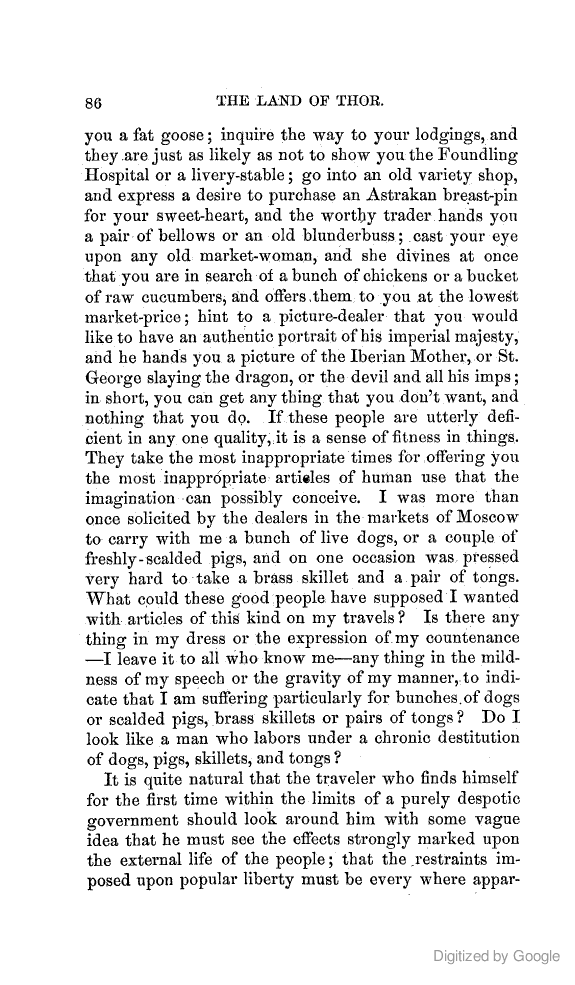 86 THE LAND OF THOR.
you a fat goose; inquire the way to your lodgings, and
they are just as likely as not to show you the Foundling
Hospital or a livery-stable; go into an old variety shop,
and express a desire to purchase an Astrakan breast-pin
for your sweet-heart, and the worthy trader hands you
a pair of bellows or an old blunderbuss; cast your eye
upon any old market-woman, and she divines at once
that you are in search of a bunch of chickens or a bucket
of raw cucumbers, and offers them to you at the lowest
market-price; hint to a picture-dealer that you would
like to have an authentic portrait of his imperial majesty,
and he hands you a picture of the Iberian Mother, or St.
George slaying the dragon, or the devil and all his imps;
in short, you can get any thing that you don't want, and
nothing that you do. If these people are utterly defi-
cient in any one quality, it is a sense of fitness in things.
They take the most inappropriate times for offering you
the most inappropriate articles of human use that the
imagination can possibly conceive. I was more than
once solicited by the dealers in the markets of Moscow
to carry with me a bunch of live dogs, or a couple of
freshly-scalded pigs, and on one occasion was pressed
very hard to take a brass skillet and a pair of tongs.
What could these good people have supposed I wanted
with articles of this kind on my travels? Is there any
thing in my dress or the expression of my countenance
—I leave it to all who know me—any thing in the mild-
ness of my speech or the gravity of my manner, to indi-
cate that I am suffering particularly for bunches of dogs
or scalded pigs, brass skillets or pairs of tongs? Do I
look like a man who labors under a chronic destitution
of dogs, pigs, skillets, and tongs?
It is quite natural that the traveler who finds himself
for the first time within the limits of a purely despotic
government should look around him with some vague
idea that he must see the effects strongly marked upon
the external life of the people; that the restraints im-
posed upon popular liberty must be every where appar-
Digitized by Google